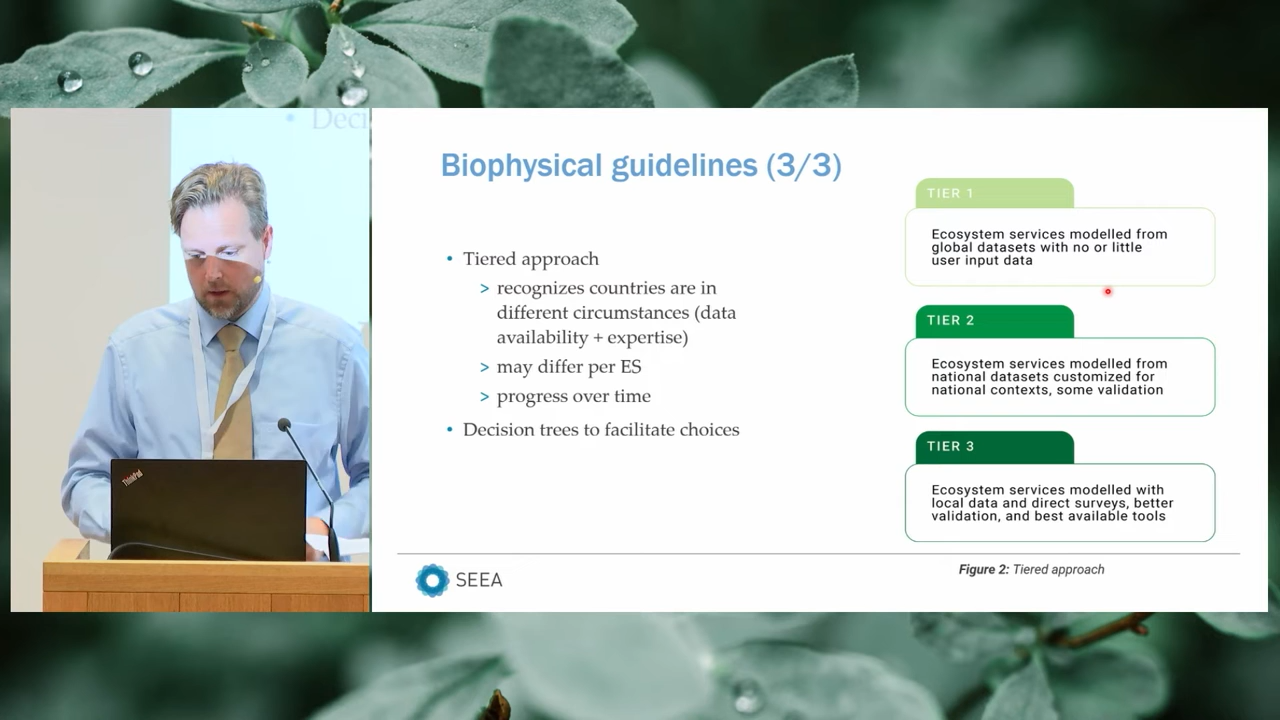 • Deci
Biophysical guidelines (3/3)
• Tiered approach
> recognizes countries are in
different circumstances (data
availability + expertise)
> may differ per ES
> progress over time
• Decision trees to facilitate choices
TIER 1
Ecosystem services modelled from
global datasets with no or little
user input data
TIER 2
Ecosystem services modelled from
national datasets customized for
national contexts, some validation
TIER 3
Ecosystem services modelled with
local data and direct surveys, better
validation, and best available tools
Figure 2: Tiered approach
SEEA
ThinkPad